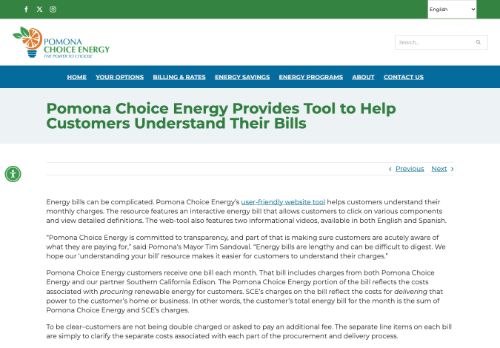 English
POMONA
CHOICE ENERGY
THE POWER TO CHOOSE
Search...
HOME YOUR OPTIONS BILLING & RATES ENERGY SAVINGS ENERGY PROGRAMS ABOUT CONTACT US
Pomona Choice Energy Provides Tool to Help
Customers Understand Their Bills
Previous Next
Energy bills can be complicated. Pomona Choice Energy's user-friendly website tool helps customers understand their
monthly charges. The resource features an interactive energy bill that allows customers to click on various components
and view detailed definitions. The web-tool also features two informational videos, available in both English and Spanish.
"Pomona Choice Energy is committed to transparency, and part of that is making sure customers are acutely aware of
what they are paying for," said Pomona's Mayor Tim Sandoval. "Energy bills are lengthy and can be difficult to digest. We
hope our 'understanding your bill' resource makes it easier for customers to understand their charges."
Pomona Choice Energy customers receive one bill each month. That bill includes charges from both Pomona Choice
Energy and our partner Southern California Edison. The Pomona Choice Energy portion of the bill reflects the costs
associated with procuring renewable energy for customers. SCE's charges on the bill reflect the costs for delivering that
power to the customer's home or business. In other words, the customer's total energy bill for the month is the sum of
Pomona Choice Energy and SCE's charges.
To be clear–customers are not being double charged or asked to pay an additional fee. The separate line items on each bill
are simply to clarify the separate costs associated with each part of the procurement and delivery process.